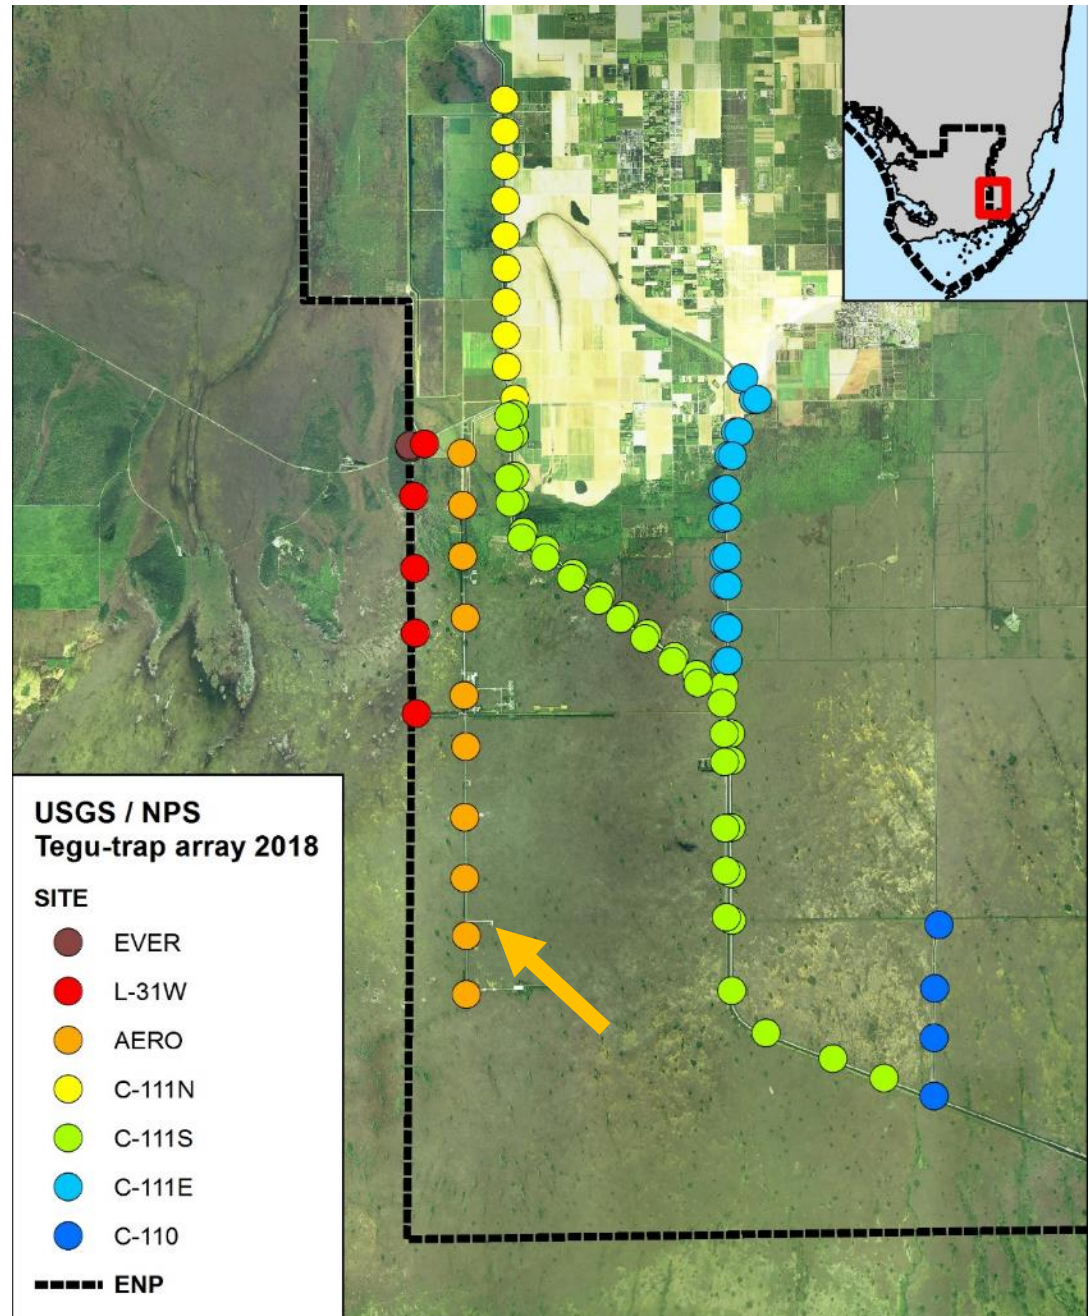 USGS / NPS
Tegu-trap array 2018
SITE
EVER
L-31W
AERO
C-111N
C-111S
C-111E
C-110
ENP